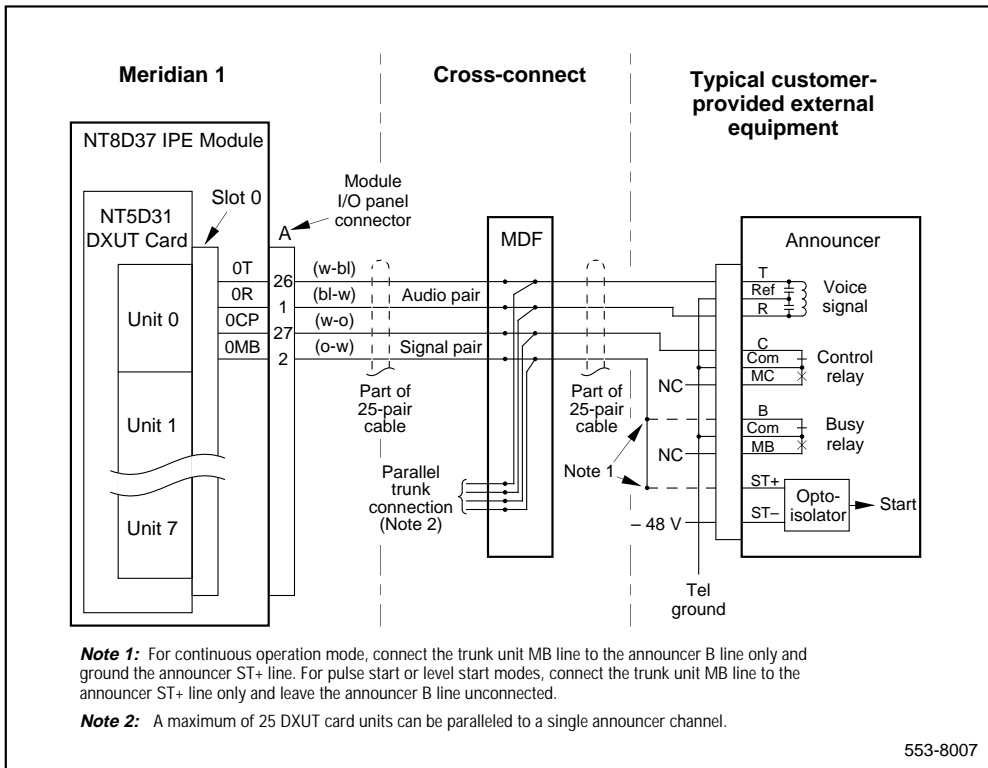 Meridian 1
Cross-connect
Typical customer-
provided external
equipment
NT8D37 IPE Module
Slot 0
Module
I/O panel
connector
NT5D31
DXUT Card
A
MDF
Announcer
0T
26
(w-bl)
0R
1
(bl-w)
Audio pair
0CP
27
(w-o)
0MB
2
(o-w)
Signal pair
Unit 0
Unit 1
Unit 7
Part of
25-pair
cable
Part of
25-pair
cable
Parallel
trunk
connection
(Note 2)
Note 1
T
Ref
R
Voice
signal
C
Com
MC
Control
relay
NC
B
Com
MB
Busy
relay
NC
ST+
ST–
Opto-
isolator
Start
– 48 V
Tel
ground
Note 1: For continuous operation mode, connect the trunk unit MB line to the announcer B line only and
ground the announcer ST+ line. For pulse start or level start modes, connect the trunk unit MB line to the
announcer ST+ line only and leave the announcer B line unconnected.
Note 2: A maximum of 25 DXUT card units can be paralleled to a single announcer channel.
553-8007